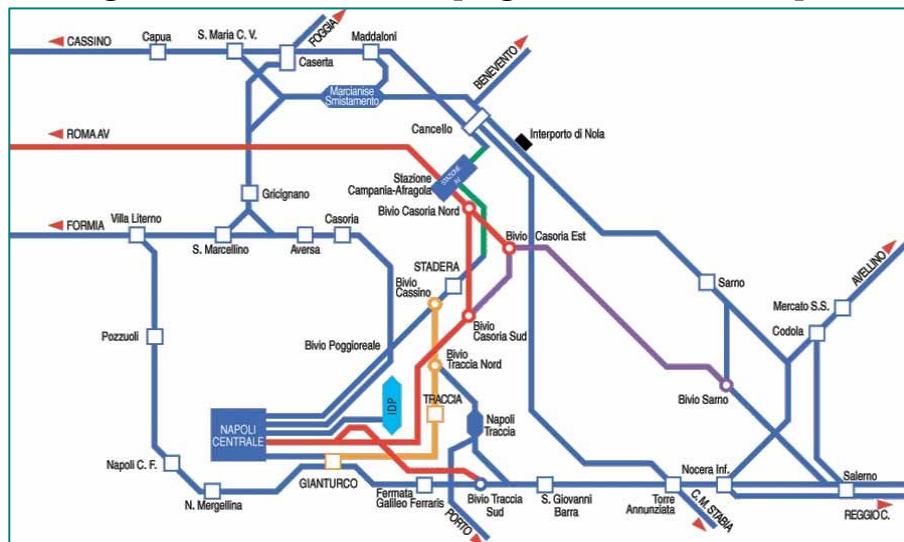 CASSINO
Capua
S. Maria C. V.
FOGGIA
Caserta
Maddaloni
BENEVENTO
Marcianise
Smistamento
Cancello
Interporto di Nola
ROMA AV
Stazione
Campania-Afragola
STAZIONE
AV
Gricignano
Bivio Casoria Nord
FORMIA
Villa Literno
S. Marcellino
Aversa
Casoria
Bivio Casoria Est
STADERA
Bivio
Cassino
Sarno
AVELLINO
Mercato S.S.
Codola
Pozzuoli
Bivio Poggioreale
Bivio
Casoria Sud
Bivio
Traccia Nord
Bivio Sarno
IDP
TRACCIA
NAPOLI
CENTRALE
Napoli
Traccia
Napoli C. F.
N. Mergellina
GIANTURCO
Fermata
Galileo Ferraris
PORTO
Bivio Traccia
Sud
S. Giovanni
Barra
Torre
Annunziata
C.M. STABIA
Nocera Inf.
Salerno
REGGIO C.